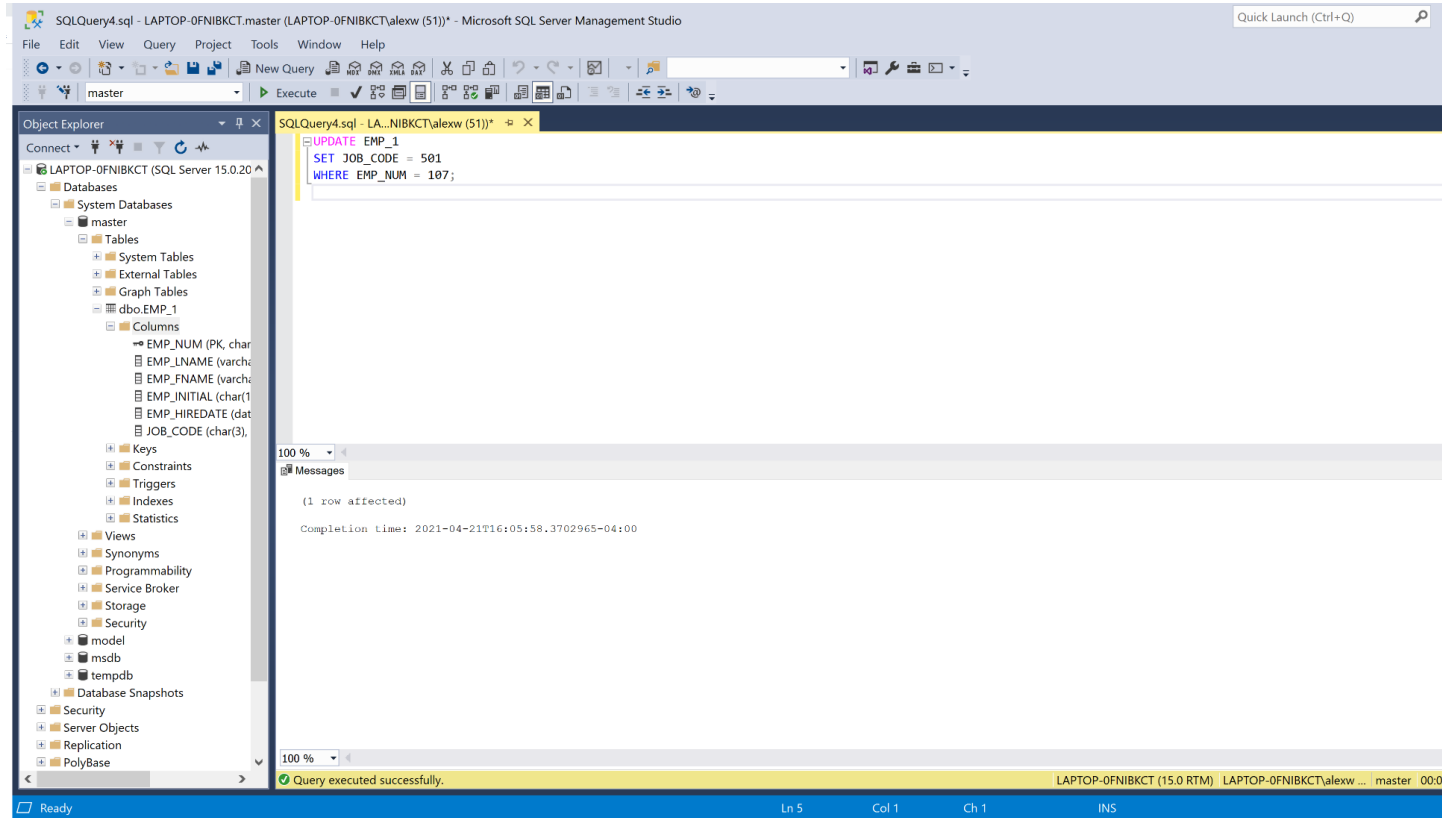 SQLQuery4.sql - LAPTOP-0FNIBKCT.master (LAPTOP-0FNIBKCT\alexw (51))* - Microsoft SQL Server Management Studio
Quick Launch (Ctrl+Q)
File Edit View Query Project Tools Window Help
New Query MDX DMX XMLA DAX
master Execute
Object Explorer
SQLQuery4.sql - LA...NIBKCT\alexw (51))*
Connect
LAPTOP-0FNIBKCT (SQL Server 15.0.20
Databases
System Databases
master
Tables
System Tables
External Tables
Graph Tables
dbo.EMP_1
Columns
EMP_NUM (PK, char
EMP_LNAME (varcha
EMP_FNAME (varcha
EMP_INITIAL (char(1
EMP_HIREDATE (dat
JOB_CODE (char(3),
Keys
Constraints
Triggers
Indexes
Statistics
Views
Synonyms
Programmability
Service Broker
Storage
Security
model
msdb
tempdb
Database Snapshots
Security
Server Objects
Replication
PolyBase
UPDATE EMP_1
SET JOB_CODE = 501
WHERE EMP_NUM = 107;
100 %
Messages
(1 row affected)
Completion time: 2021-04-21T16:05:58.3702965-04:00
100 %
Query executed successfully.
LAPTOP-0FNIBKCT (15.0 RTM) LAPTOP-0FNIBKCT\alexw ... master 00:0
Ready Ln 5 Col 1 Ch 1 INS